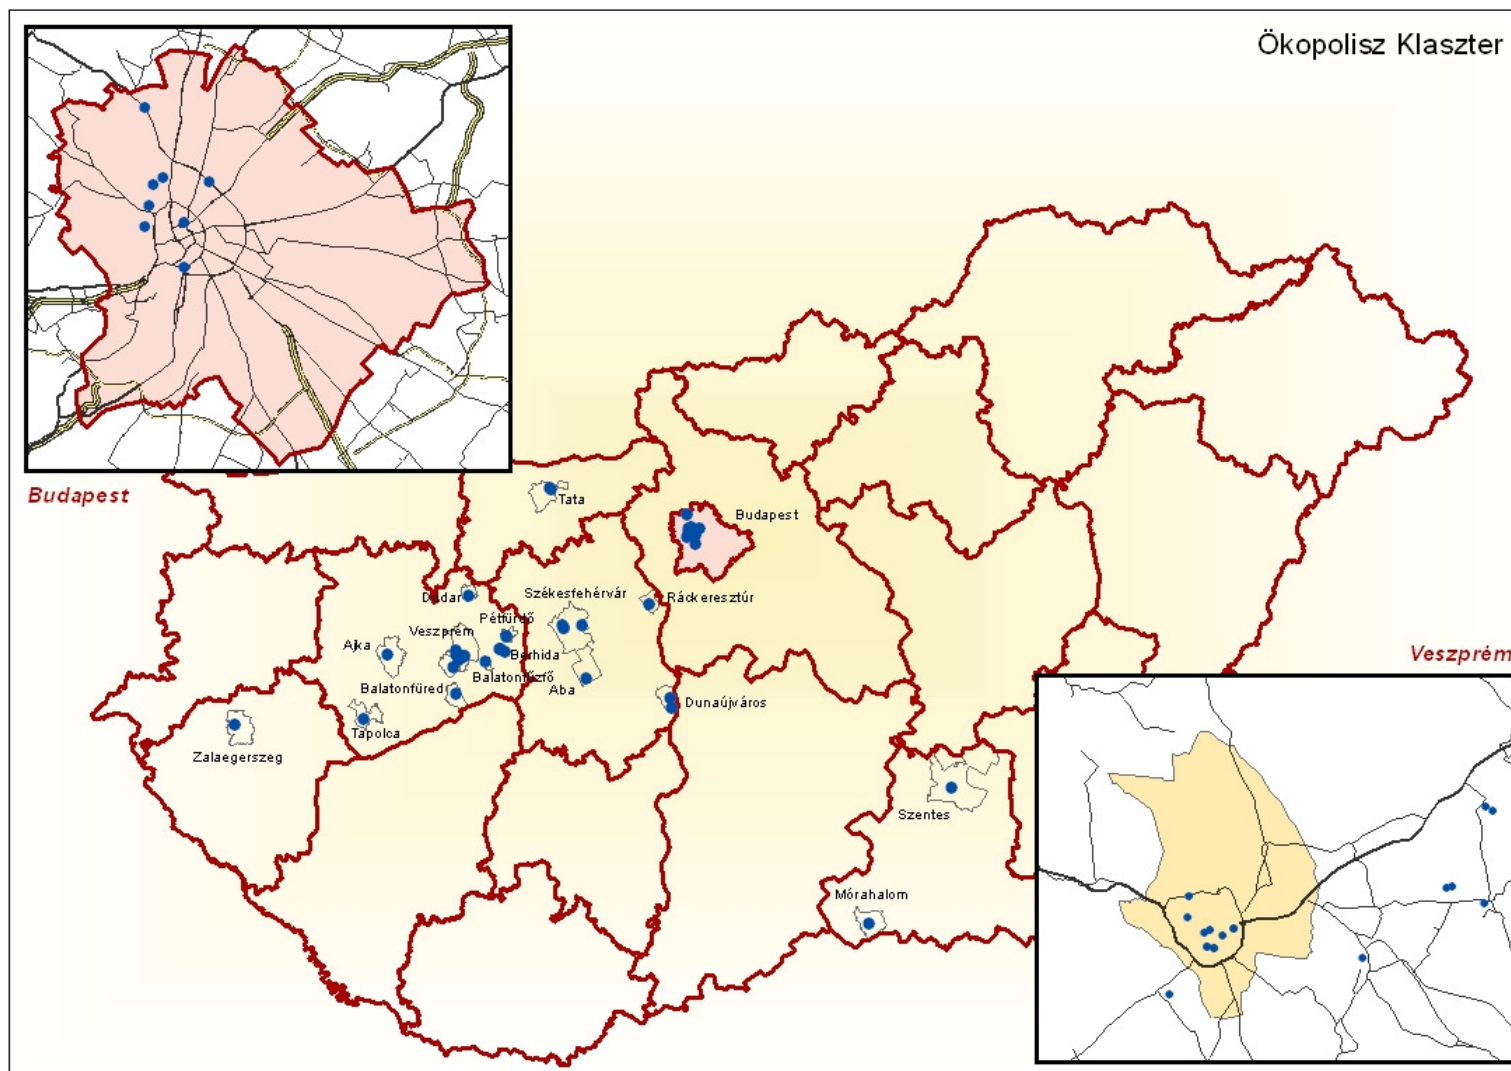 Ökopolisz Klaszter
Budapest
Tata
Budapest
Dudar
Székesfehérvár
Ráckeresztúr
Pétfürdő
Veszprém
Ajka
Berhida
Veszprém
Balatonfűzfő
Balatonfüred
Aba
Dunaújváros
Tapolca
Zalaegerszeg
Szentes
Mórahalom